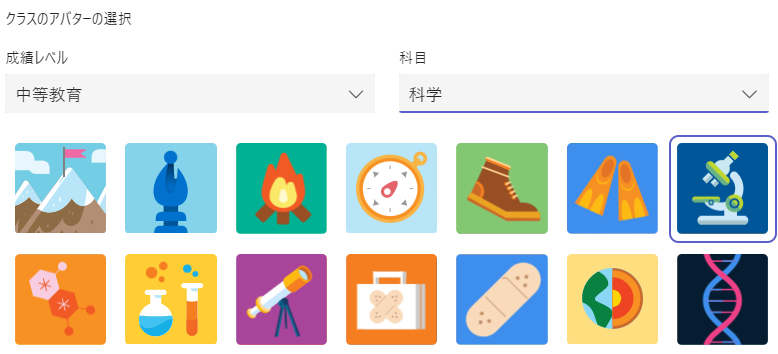 クラスのアバターの選択
成績レベル
科目
中等教育
科学